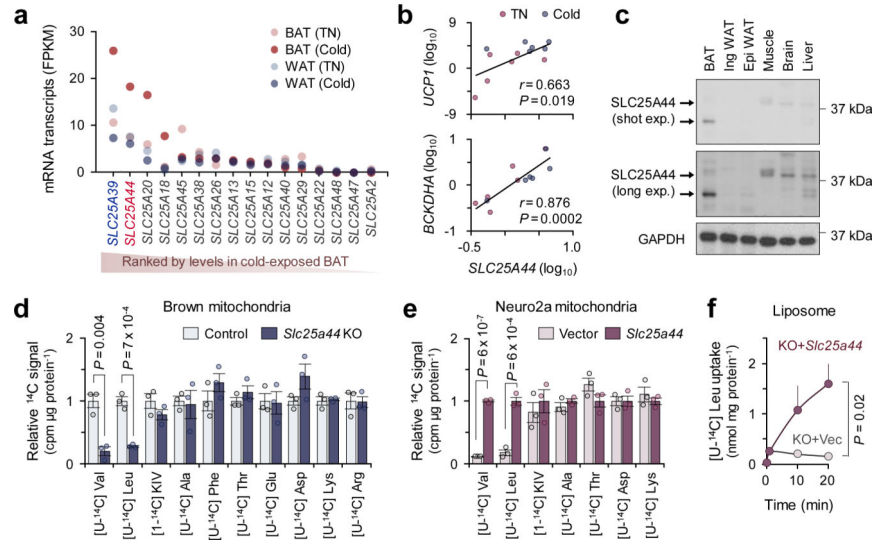 a
mRNA transcripts (FPKM)
30
20
10
0
BAT (TN)
BAT (Cold)
WAT (TN)
WAT (Cold)
SLC25A39
SLC25A44
SLC25A20
SLC25A18
SLC25A45
SLC25A38
SLC25A26
SLC25A13
SLC25A15
SLC25A12
SLC25A40
SLC25A29
SLC25A22
SLC25A48
SLC25A47
SLC25A2
Ranked by levels in cold-exposed BAT
b
TN
Cold
UCP1 (log10)
9
0
-9
r = 0.663
P = 0.019
BCKDHA (log10)
1
0
-1
r = 0.876
P = 0.0002
-0.5
1.0
SLC25A44 (log10)
c
BAT
Ing WAT
Epi WAT
Muscle
Brain
Liver
SLC25A44
(shot exp.)
37 kDa
SLC25A44
(long exp.)
37 kDa
GAPDH
37 kDa
d
Brown mitochondria
Control
Slc25a44 KO
P = 0.004
P = 7 x 10-4
Relative 14C signal
(cpm µg protein-1)
2
1
0
[U-14C] Val
[U-14C] Leu
[1-14C] KIV
[U-14C] Ala
[U-14C] Phe
[U-14C] Thr
[U-14C] Glu
[U-14C] Asp
[U-14C] Lys
[U-14C] Arg
e
Neuro2a mitochondria
Vector
Slc25a44
P = 6 x 10-7
P = 6 x 10-4
Relative 14C signal
(cpm µg protein-1)
2
1
0
[U-14C] Val
[U-14C] Leu
[1-14C] KIV
[U-14C] Ala
[U-14C] Thr
[U-14C] Asp
[U-14C] Lys
f
Liposome
KO+Slc25a44
KO+Vec
P = 0.02
[U-14C] Leu uptake
(nmol mg protein-1)
2
1
0
0
10
20
Time (min)